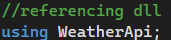 //referencing dll
using WeatherApi;